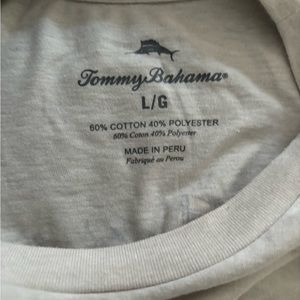 Tommy Bahama®
L/G
60% COTTON 40% POLYESTER
60% Coton 40% Polyester
MADE IN PERU
Fabriqué au Perou